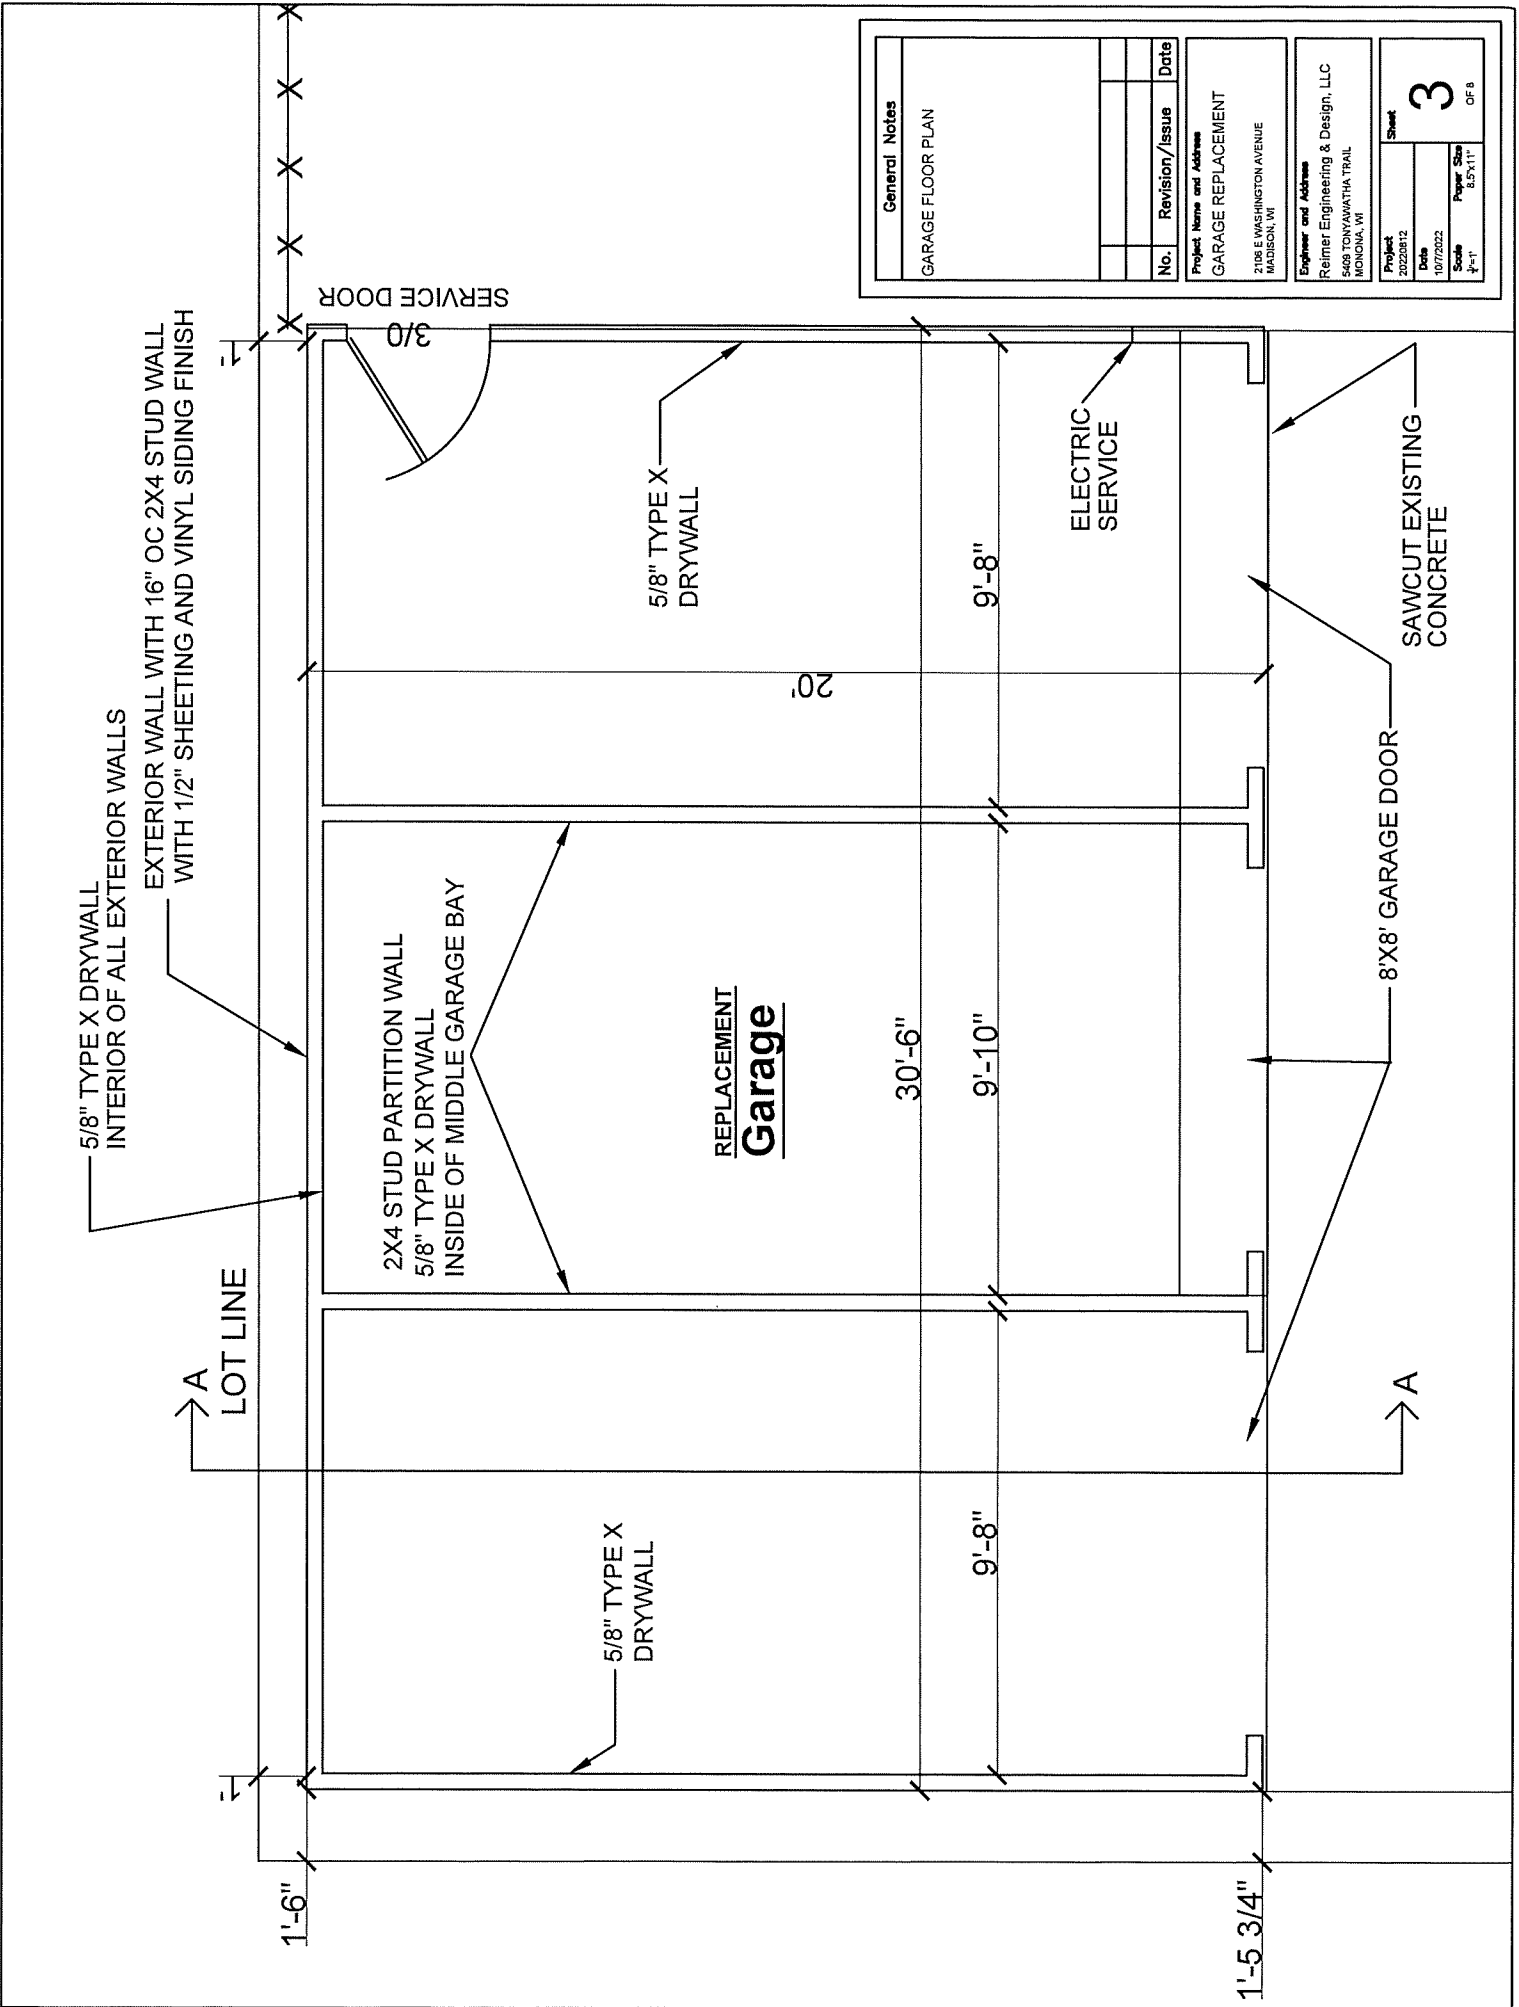 5/8" TYPE X DRYWALL
INTERIOR OF ALL EXTERIOR WALLS
EXTERIOR WALL WITH 16" OC 2X4 STUD WALL
WITH 1/2" SHEETING AND VINYL SIDING FINISH
A
LOT LINE
1'
1'
1'-6"
3/0
SERVICE DOOR
2X4 STUD PARTITION WALL
5/8" TYPE X DRYWALL
INSIDE OF MIDDLE GARAGE BAY
5/8" TYPE X
DRYWALL
5/8" TYPE X
DRYWALL
REPLACEMENT
Garage
20'
30'-6"
9'-8"
9'-10"
9'-8"
ELECTRIC
SERVICE
1'-5 3/4"
A
8'X8' GARAGE DOOR
SAWCUT EXISTING
CONCRETE
General Notes
GARAGE FLOOR PLAN
No. Revision/Issue Date
Project Name and Address
GARAGE REPLACEMENT
2106 E WASHINGTON AVENUE
MADISON, WI
Engineer and Address
Reimer Engineering & Design, LLC
5409 TONYAWATHA TRAIL
MONONA, WI
Project
20220812
Date
10/7/2022
Scale
Paper Size
8.5"x11"
Sheet
3
OF 8
X X X X X